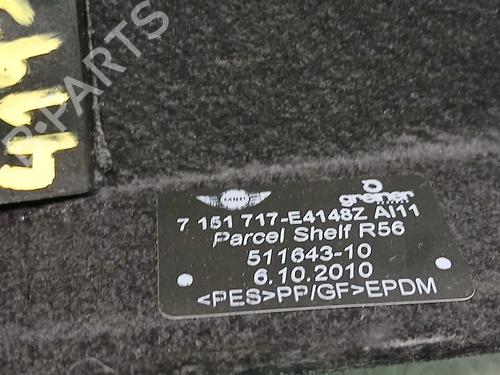 B-PARTS
MINI
greiner
7 151 717-E4148Z AI11
Parcel Shelf R56
511643-10
6.10.2010
<PES>PP/GF>EPDM